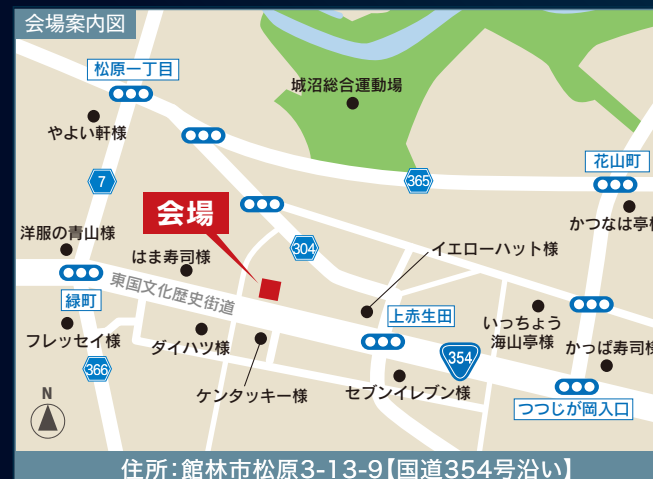 会場案内図
松原一丁目
城沼総合運動場
やよい軒様
花山町
7
365
会場
かつなは亭様
洋服の青山様
304
はま寿司様
イエローハット様
東国文化歴史街道
緑町
上赤生田
いっちょう
海山亭様
フレッセイ様
ダイハツ様
354
かっぱ寿司様
366
ケンタッキー様
セブンイレブン様
N
つつじが岡入口
住所:館林市松原3-13-9【国道354号沿い】